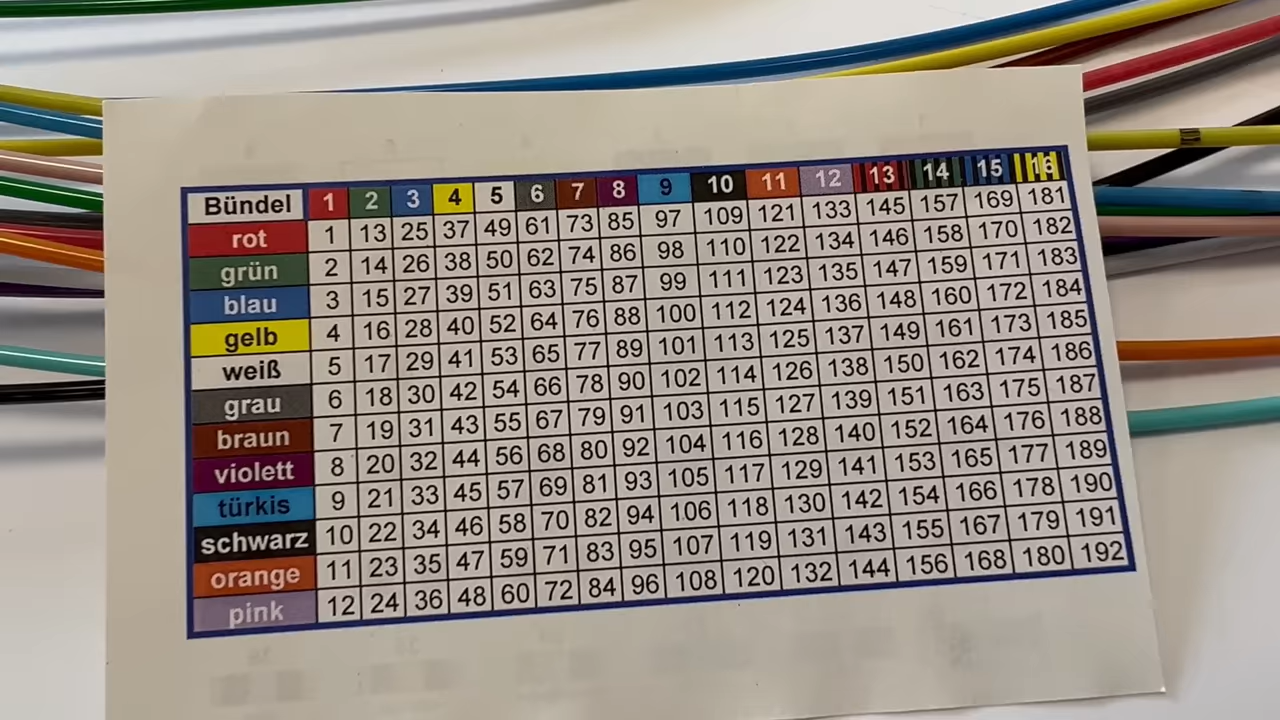 Bündel 1 2 3 4 5 6 7 8 9 10 11 12 13 14 15 16
rot 1 13 25 37 49 61 73 85 97 109 121 133 145 157 169 181
grün 2 14 26 38 50 62 74 86 98 110 122 134 146 158 170 182
blau 3 15 27 39 51 63 75 87 99 111 123 135 147 159 171 183
gelb 4 16 28 40 52 64 76 88 100 112 124 136 148 160 172 184
weiß 5 17 29 41 53 65 77 89 101 113 125 137 149 161 173 185
grau 6 18 30 42 54 66 78 90 102 114 126 138 150 162 174 186
braun 7 19 31 43 55 67 79 91 103 115 127 139 151 163 175 187
violett 8 20 32 44 56 68 80 92 104 116 128 140 152 164 176 188
türkis 9 21 33 45 57 69 81 93 105 117 129 141 153 165 177 189
schwarz 10 22 34 46 58 70 82 94 106 118 130 142 154 166 178 190
orange 11 23 35 47 59 71 83 95 107 119 131 143 155 167 179 191
pink 12 24 36 48 60 72 84 96 108 120 132 144 156 168 180 192